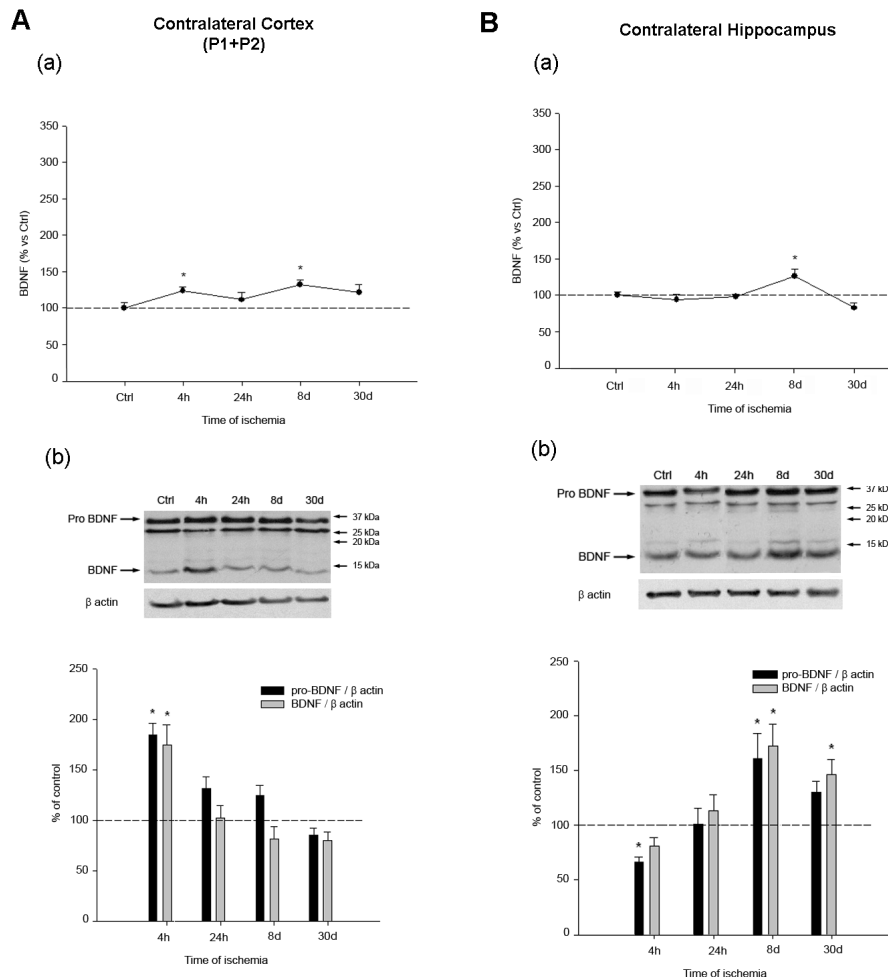 A
Contralateral Cortex
(P1+P2)
(a)
350
300
250
200
150
100
50
0
BDNF (% vs Ctrl)
*
*
Ctrl
4h
24h
8d
30d
Time of ischemia
(b)
Ctrl
4h
24h
8d
30d
Pro BDNF
37 kDa
25 kDa
20 kDa
BDNF
15 kDa
β actin
250
200
150
100
50
0
% of control
pro-BDNF / β actin
BDNF / β actin
* *
4h
24h
8d
30d
Time of ischemia
B
Contralateral Hippocampus
(a)
350
300
250
200
150
100
50
0
BDNF (% vs Ctrl)
*
Ctrl
4h
24h
8d
30d
Time of ischemia
(b)
Ctrl
4h
24h
8d
30d
Pro BDNF
37 kD
25 kD
20 kD
15 kD
BDNF
β actin
250
200
150
100
50
0
% of control
pro-BDNF / β actin
BDNF / β actin
*
* *
*
4h
24h
8d
30d
Time of ischemia